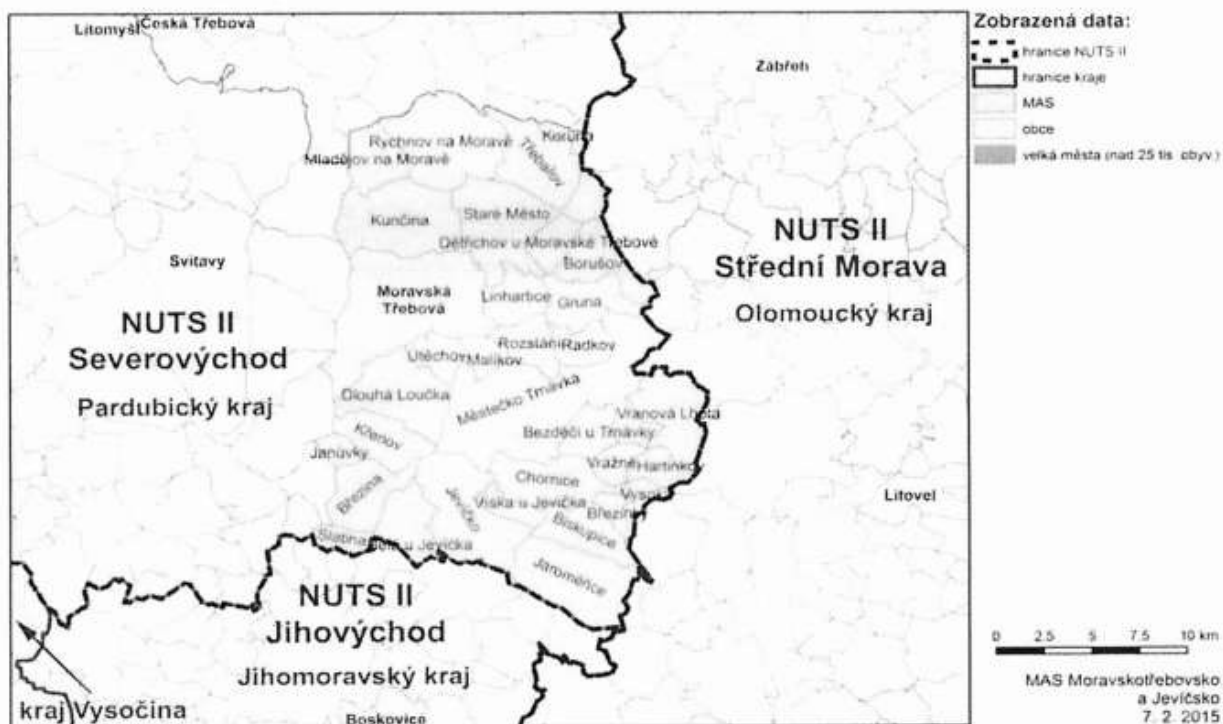 Litomyšl
Česká Třebová
Zábřeh
Koruna
Rychnov na Moravě
Třebařov
Mladějov na Moravě
Kunčina
Staré Město
Dětřichov u Moravské Třebové
Borušov
Svitavy
Moravská
Třebová
Linhartice
Gruna
NUTS II
Severovýchod
Pardubický kraj
NUTS II
Střední Morava
Olomoucký kraj
Rozstání
Radkov
Útěchov
Malíkov
Dlouhá Loučka
Městečko Trnávka
Vranová Lhota
Bezděčí u Trnávky
Křenov
Janůvky
Vrážné
Hartinkov
Chornice
Březina
Jevíčko
Víska u Jevíčka
Vysoká
Březinky
Biskupice
Litovel
Slatina
u Jevíčka
Jaroměřice
NUTS II
Jihovýchod
Jihomoravský kraj
kraj Vysočina
Boskovice
Zobrazená data:
hranice NUTS II
hranice kraje
MAS
obce
velká města (nad 25 tis. obyv.)
0 2.5 5 7.5 10 km
MAS Moravskotřebovsko
a Jevíčsko
7. 2. 2015